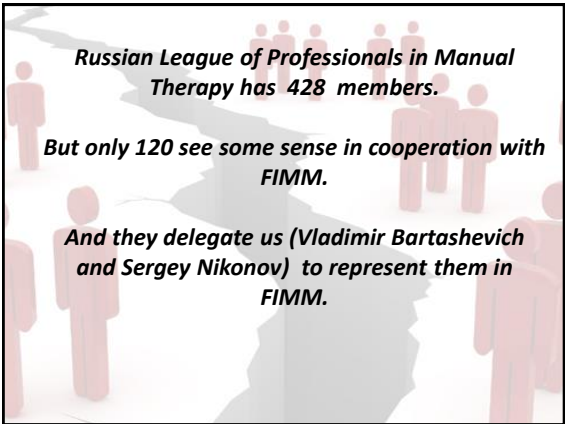 Russian League of Professionals in Manual
Therapy has 428 members.
But only 120 see some sense in cooperation with
FIMM.
And they delegate us (Vladimir Bartashevich
and Sergey Nikonov) to represent them in
FIMM.